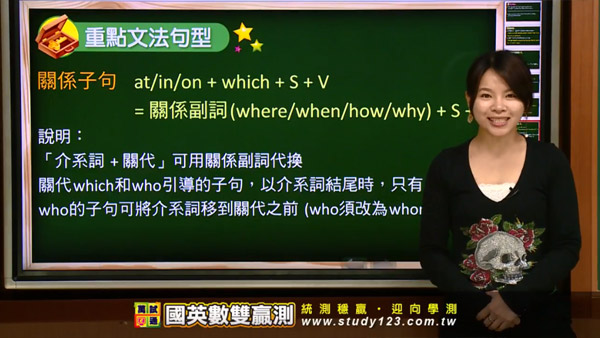 重點文法句型
關係子句 at/in/on + which + S + V
= 關係副詞(where/when/how/why) + S
說明：
「介系詞 + 關代」可用關係副詞代換
關代which和who引導的子句，以介系詞結尾時，只有
who的子句可將介系詞移到關代之前 (who須改為whom
國英數雙贏測
統測穩贏・迎向學測
www.study123.com.tw